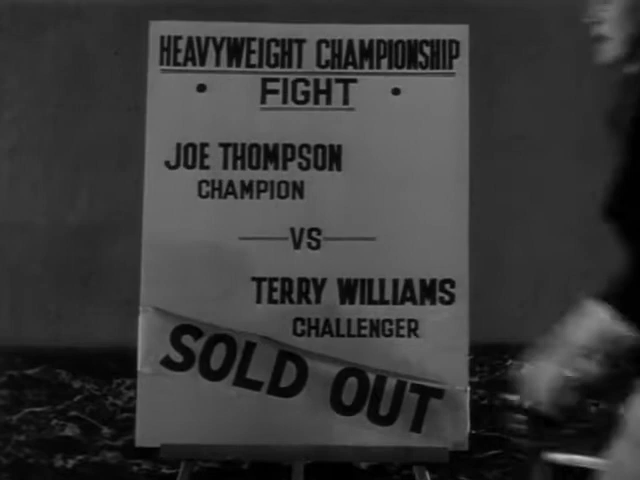 HEAVYWEIGHT CHAMPIONSHIP
• FIGHT •
JOE THOMPSON
CHAMPION
VS
TERRY WILLIAMS
CHALLENGER
SOLD OUT